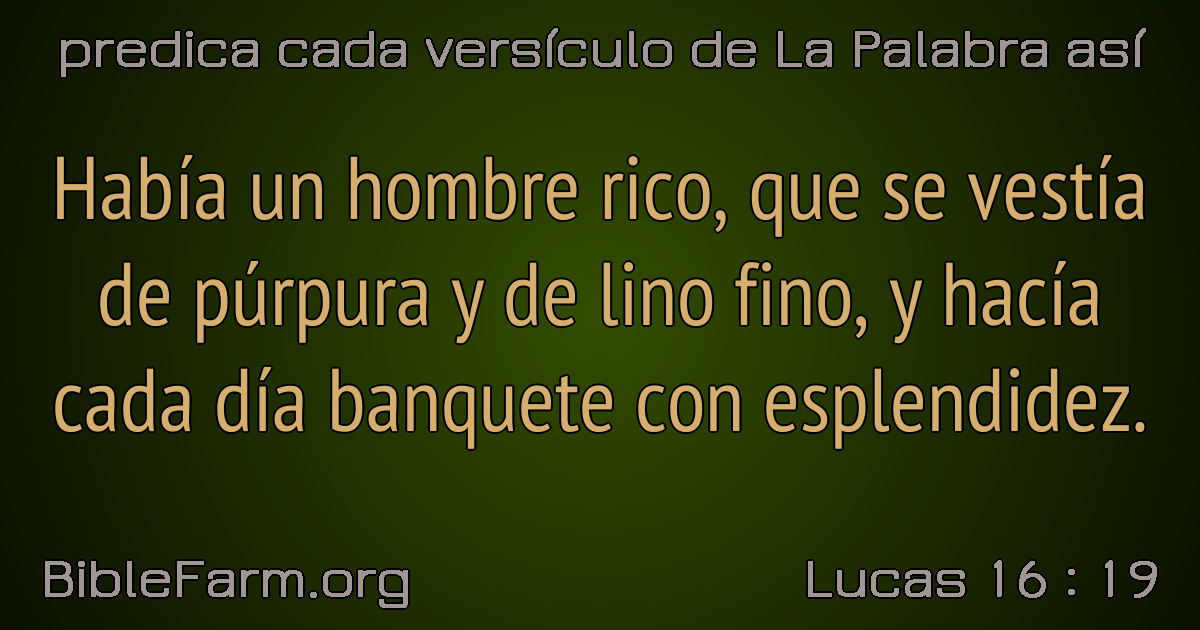 predica cada versículo de La Palabra así
Había un hombre rico, que se vestía
de púrpura y de lino fino, y hacía
cada día banquete con esplendidez.
BibleFarm.org
Lucas 16 : 19